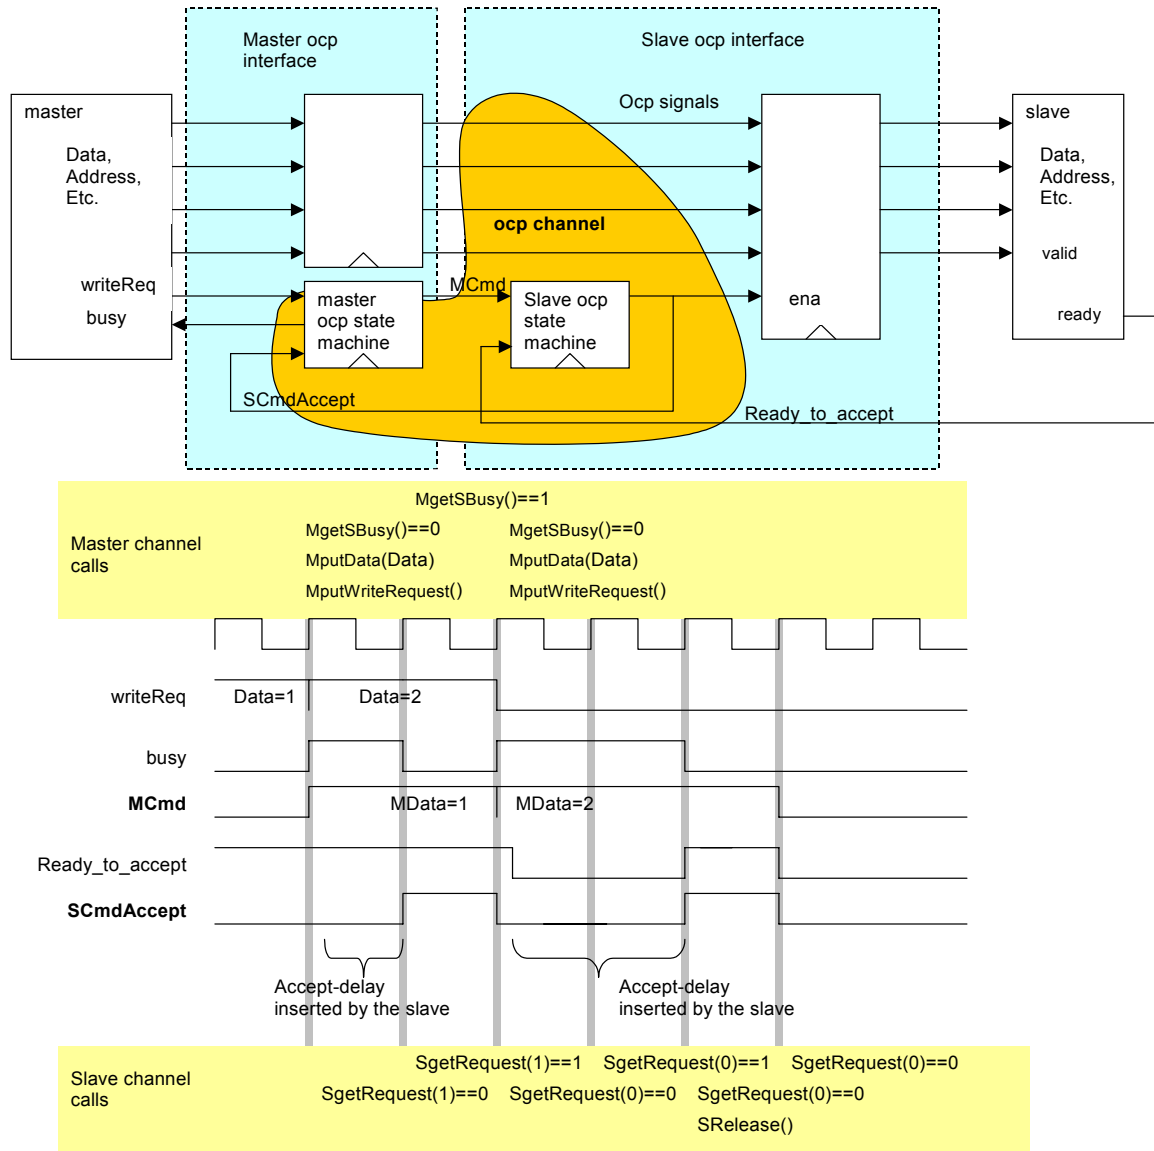 Master ocp
interface
Slave ocp interface
master
Data,
Address,
Etc.
writeReq
busy
Ocp signals
ocp channel
MCmd
master
ocp state
machine
Slave ocp
state
machine
SCmdAccept
ena
Ready_to_accept
slave
Data,
Address,
Etc.
valid
ready
Master channel
calls
MgetSBusy()==1
MgetSBusy()==0
MputData(Data)
MputWriteRequest()
MgetSBusy()==0
MputData(Data)
MputWriteRequest()
writeReq
Data=1
Data=2
busy
MCmd
MData=1
MData=2
Ready_to_accept
SCmdAccept
Accept-delay
inserted by the slave
Accept-delay
inserted by the slave
Slave channel
calls
SgetRequest(1)==1
SgetRequest(0)==1
SgetRequest(0)==0
SgetRequest(1)==0
SgetRequest(0)==0
SgetRequest(0)==0
SRelease()